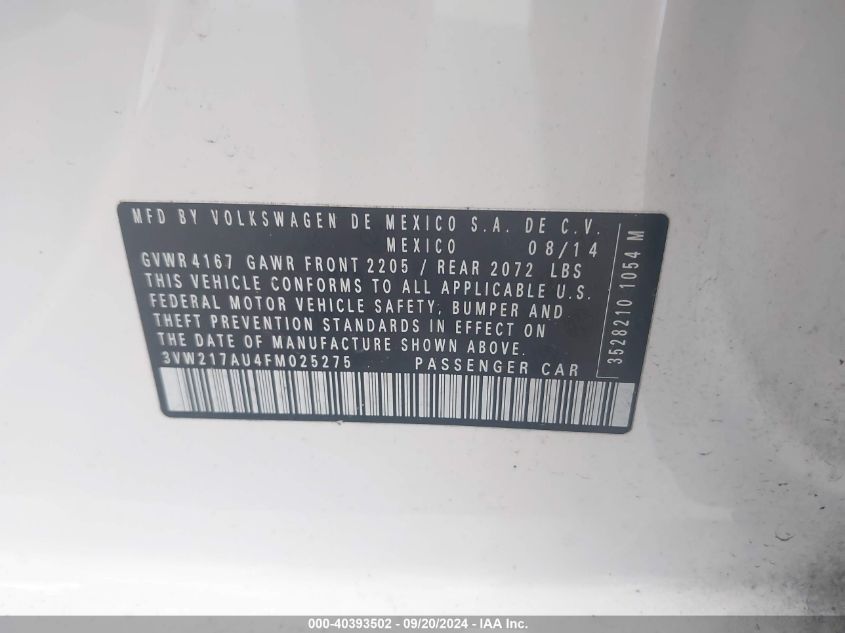 MFD BY VOLKSWAGEN DE MEXICO S.A. DE C.V.
MEXICO 08/14
GVWR 4167 GAWR FRONT 2205 / REAR 2072 LBS
THIS VEHICLE CONFORMS TO ALL APPLICABLE U.S.
FEDERAL MOTOR VEHICLE SAFETY, BUMPER AND
THEFT PREVENTION STANDARDS IN EFFECT ON
THE DATE OF MANUFACTURE SHOWN ABOVE.
3VW217AU4FM025275 PASSENGER CAR
3528210 1054 M
000-40393502 - 09/20/2024 - IAA Inc.